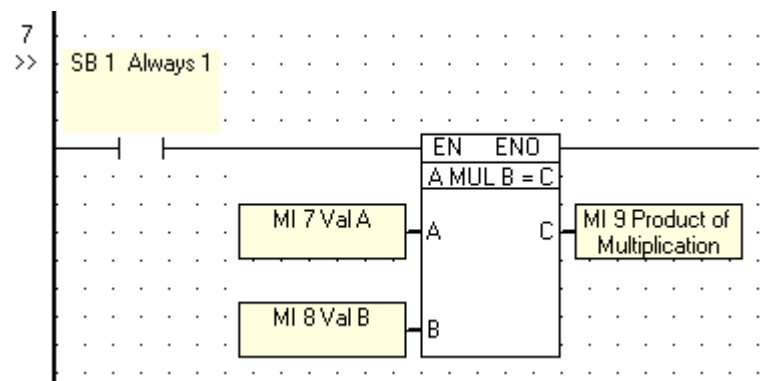 7
>> SB 1 Always 1
EN ENO
A MUL B = C
MI 7 Val A
A
C
MI 9 Product of
Multiplication
MI 8 Val B
B